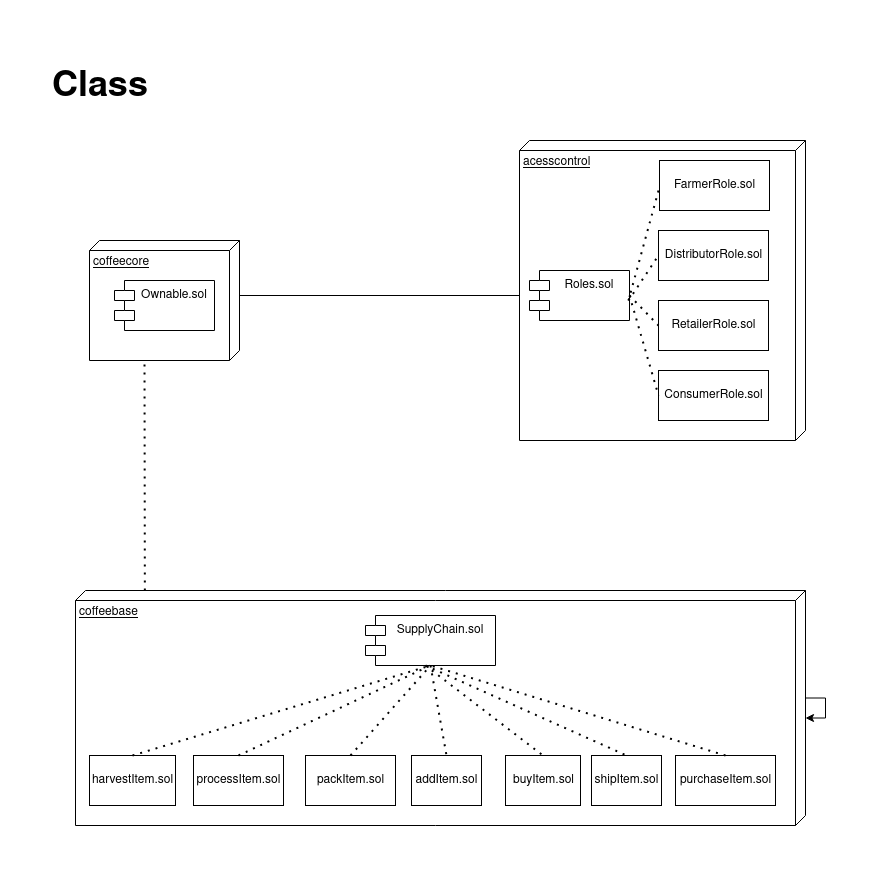 Class
acesscontrol
FarmerRole.sol
DistributorRole.sol
Roles.sol
RetailerRole.sol
ConsumerRole.sol
coffeecore
Ownable.sol
coffeebase
SupplyChain.sol
harvestItem.sol
processItem.sol
packItem.sol
addItem.sol
buyItem.sol
shipItem.sol
purchaseItem.sol